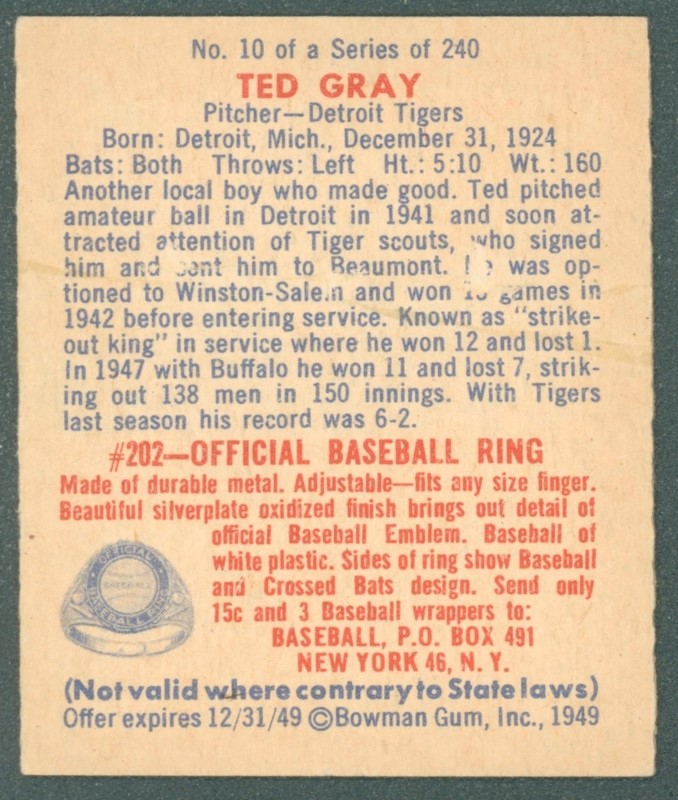 No. 10 of a Series of 240
TED GRAY
Pitcher—Detroit Tigers
Born: Detroit, Mich., December 31, 1924
Bats: Both Throws: Left Ht.: 5:10 Wt.: 160
Another local boy who made good. Ted pitched
amateur ball in Detroit in 1941 and soon at-
tracted attention of Tiger scouts, who signed
him and sent him to Beaumont. He was op-
tioned to Winston-Salem and won games in
1942 before entering service. Known as "strike-
out king" in service where he won 12 and lost 1.
In 1947 with Buffalo he won 11 and lost 7, strik-
ing out 138 men in 150 innings. With Tigers
last season his record was 6-2.
#202—OFFICIAL BASEBALL RING
Made of durable metal. Adjustable—fits any size finger.
Beautiful silverplate oxidized finish brings out detail of
official Baseball Emblem. Baseball of
white plastic. Sides of ring show Baseball
and Crossed Bats design. Send only
15c and 3 Baseball wrappers to:
BASEBALL, P.O. BOX 491
NEW YORK 46, N. Y.
OFFICIAL
BASEBALL
BASEBALL RING
(Not valid where contrary to State laws)
Offer expires 12/31/49 ©Bowman Gum, Inc., 1949